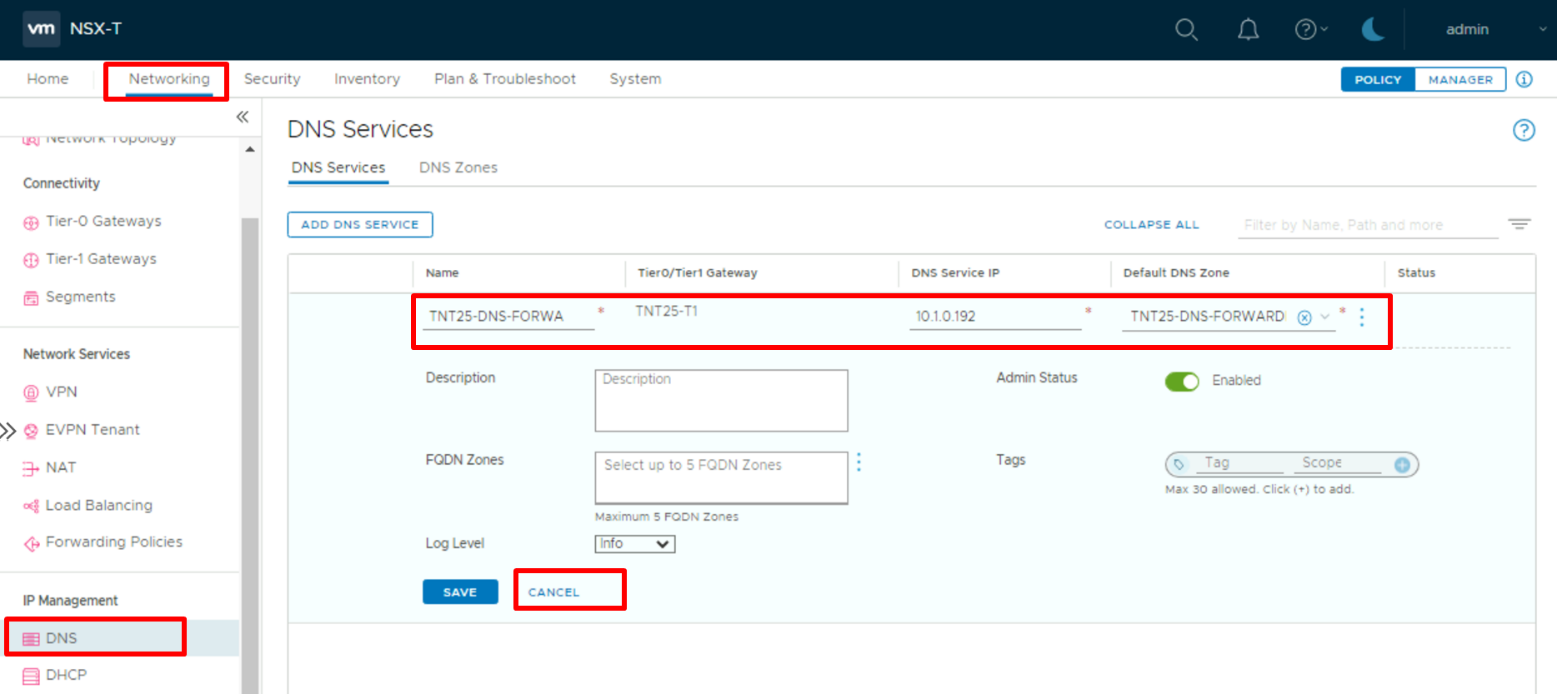 vm NSX-T admin
Home Networking Security Inventory Plan & Troubleshoot System POLICY MANAGER
Network Topology
Connectivity
Tier-0 Gateways
Tier-1 Gateways
Segments
Network Services
VPN
EVPN Tenant
NAT
Load Balancing
Forwarding Policies
IP Management
DNS
DHCP
DNS Services
DNS Services DNS Zones
ADD DNS SERVICE COLLAPSE ALL Filter by Name, Path and more
Name Tier0/Tier1 Gateway DNS Service IP Default DNS Zone Status
TNT25-DNS-FORWA * TNT25-T1 10.1.0.192 * TNT25-DNS-FORWARD *
Description Description Admin Status Enabled
FQDN Zones Select up to 5 FQDN Zones Tags Tag Scope
Maximum 5 FQDN Zones Max 30 allowed. Click (+) to add.
Log Level Info
SAVE CANCEL